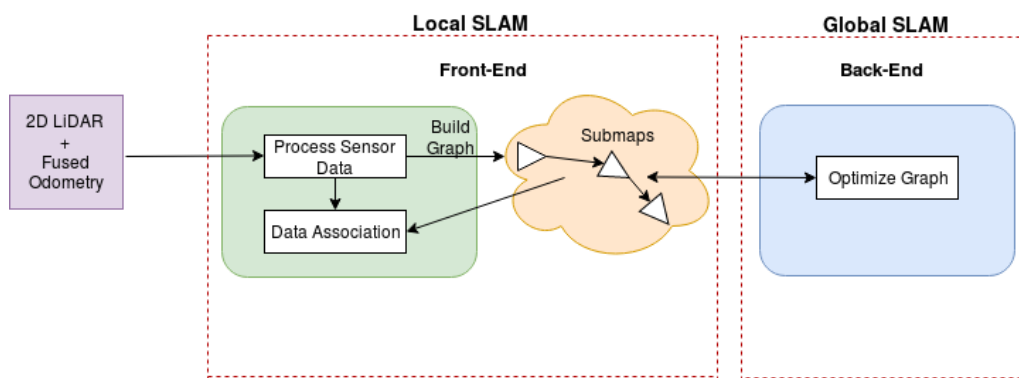 Local SLAM
Global SLAM
Front-End
Back-End
2D LiDAR
+
Fused
Odometry
Process Sensor
Data
Data Association
Build
Graph
Submaps
Optimize Graph